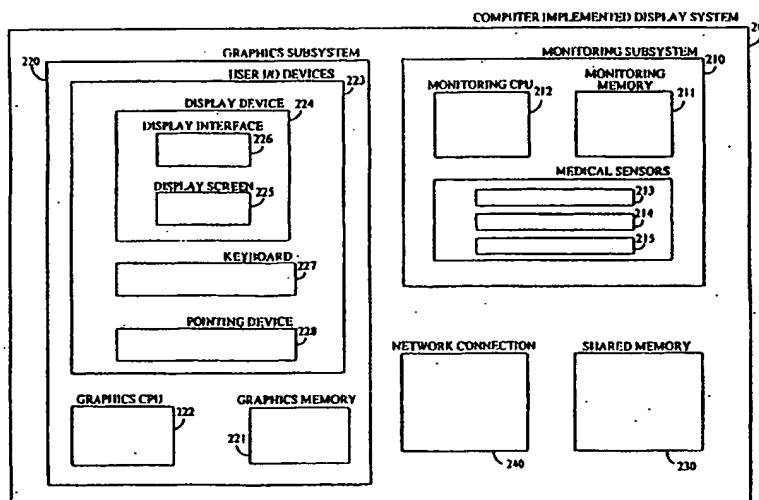 COMPUTER IMPLEMENTED DISPLAY SYSTEM
GRAPHICS SUBSYSTEM
220
USER I/O DEVICES
223
DISPLAY DEVICE
224
DISPLAY INTERFACE
226
DISPLAY SCREEN
225
KEYBOARD
227
POINTING DEVICE
228
GRAPHICS CPU
222
GRAPHICS MEMORY
221
MONITORING SUBSYSTEM
210
MONITORING CPU
212
MONITORING
MEMORY
211
MEDICAL SENSORS
213
214
215
NETWORK CONNECTION
240
SHARED MEMORY
230